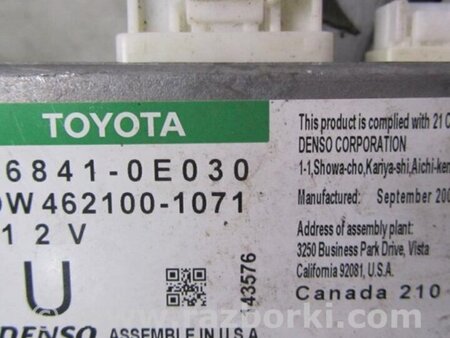 TOYOTA
6841-0E030
W462100-1071
12V
U
DENSO ASSEMBLE IN U.S.A
43576
This product is complied with 21 C
DENSO CORPORATION
1-1,Showa-cho,Kariya-shi,Aichi-ken
Manufactured: September 200
Address of assembly plant:
3250 Business Park Drive, Vista
California 92081, U.S.A.
Canada 210
www.razborki.com